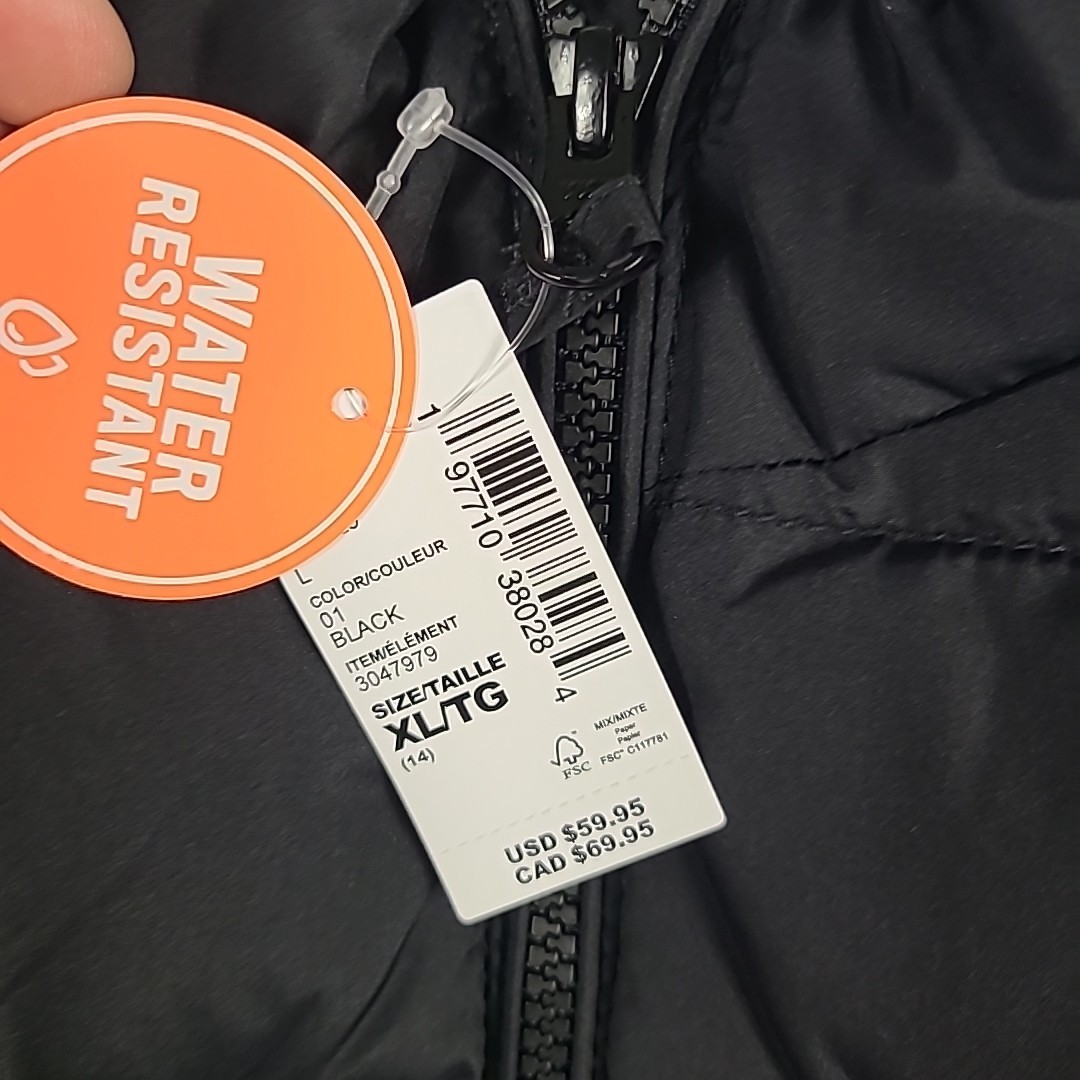 WATER
RESISTANT
1 97710 38028 4
L
COLOR/COULEUR
01
BLACK
ITEM/ÉLÉMENT
3047979
SIZE/TAILLE
XL/TG
(14)
FSC
MIX/MIXTE
Paper
Papier
FSC™ C117781
USD $59.95
CAD $69.95